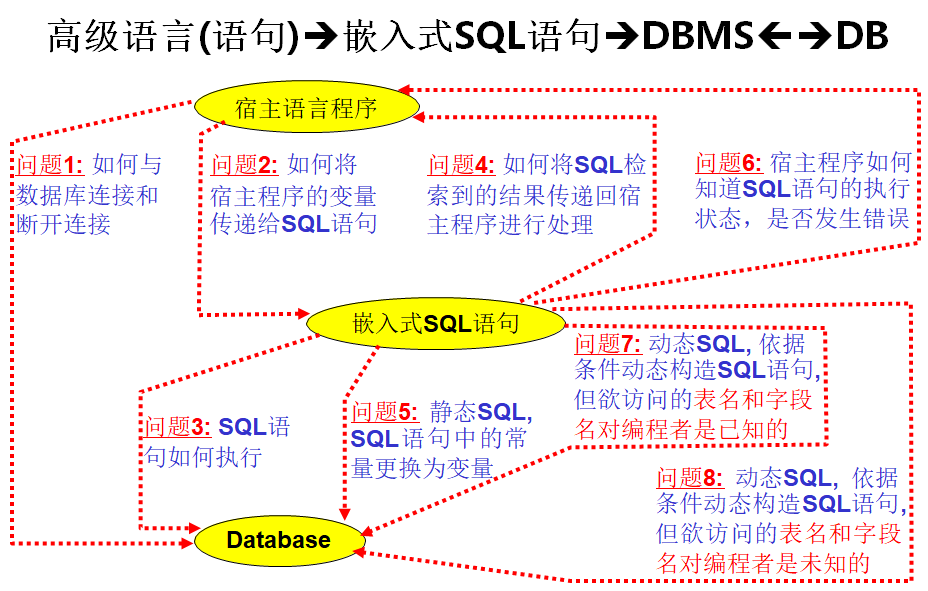 高级语言(语句)➔嵌入式SQL语句➔DBMS🡸➔DB
宿主语言程序
问题1: 如何与
数据库连接和
断开连接
问题2: 如何将
宿主程序的变量
传递给SQL语句
问题4: 如何将SQL检
索到的结果传递回宿
主程序进行处理
问题6: 宿主程序如何
知道SQL语句的执行
状态，是否发生错误
嵌入式SQL语句
问题3: SQL语
句如何执行
问题5: 静态SQL,
SQL语句中的常
量更换为变量
问题7: 动态SQL, 依据
条件动态构造SQL语句,
但欲访问的表名和字段
名对编程者是已知的
问题8: 动态SQL, 依据
条件动态构造SQL语句,
但欲访问的表名和字段
名对编程者是未知的
Database